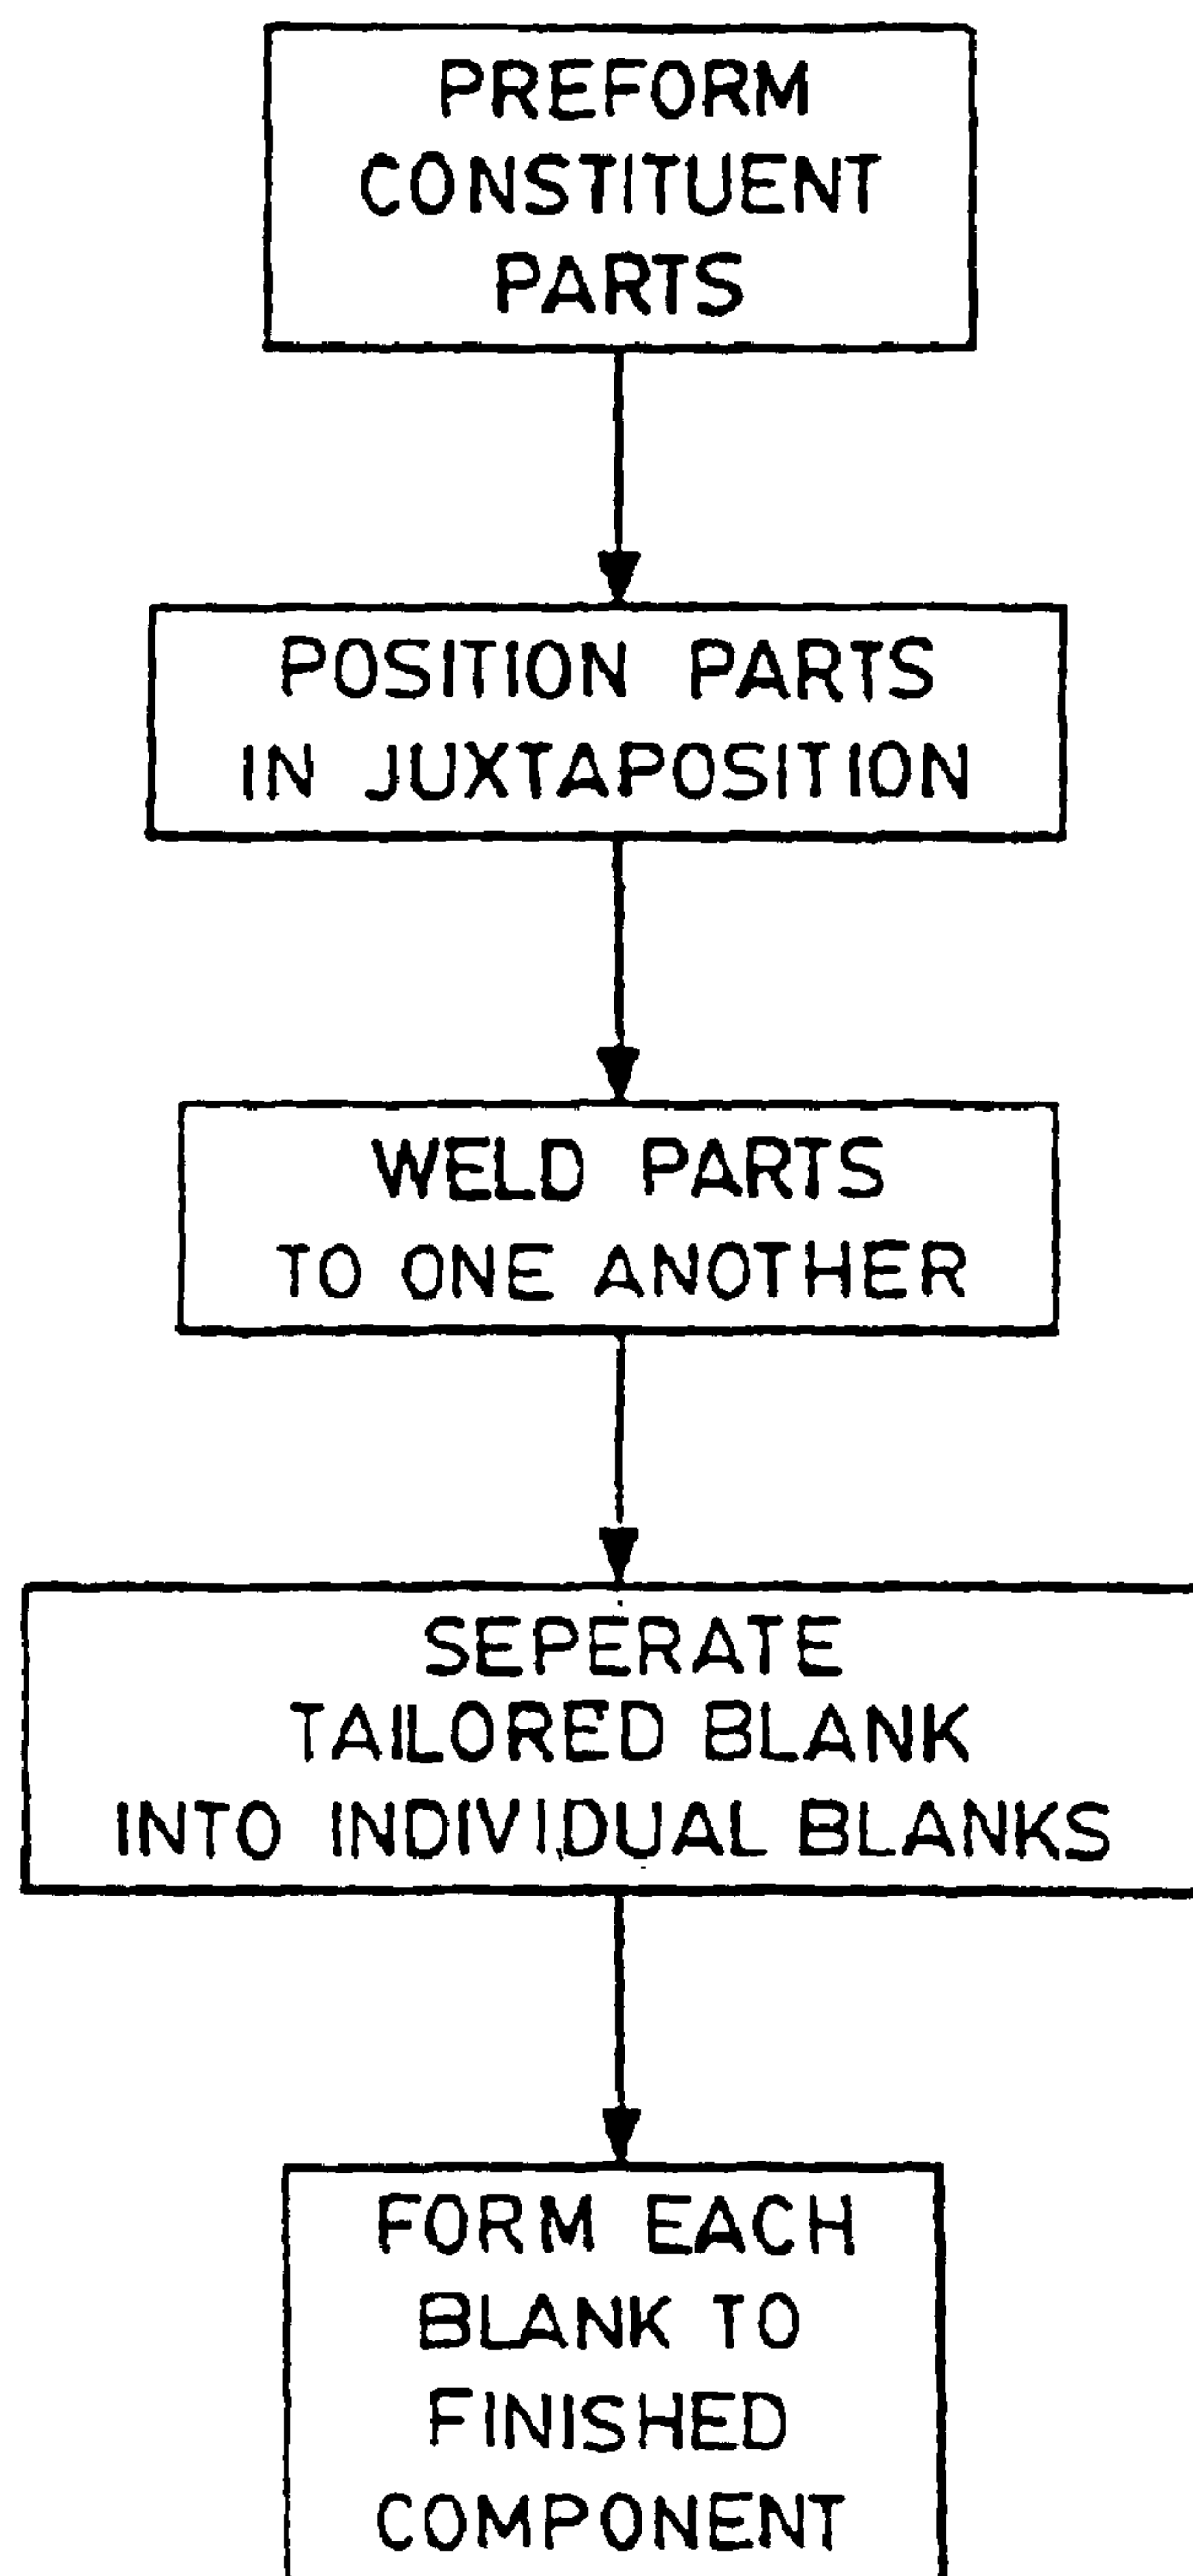 PREFORM
CONSTITUENT
PARTS
POSITION PARTS
IN JUXTAPOSITION
WELD PARTS
TO ONE ANOTHER
SEPERATE
TAILORED BLANK
INTO INDIVIDUAL BLANKS
FORM EACH
BLANK TO
FINISHED
COMPONENT